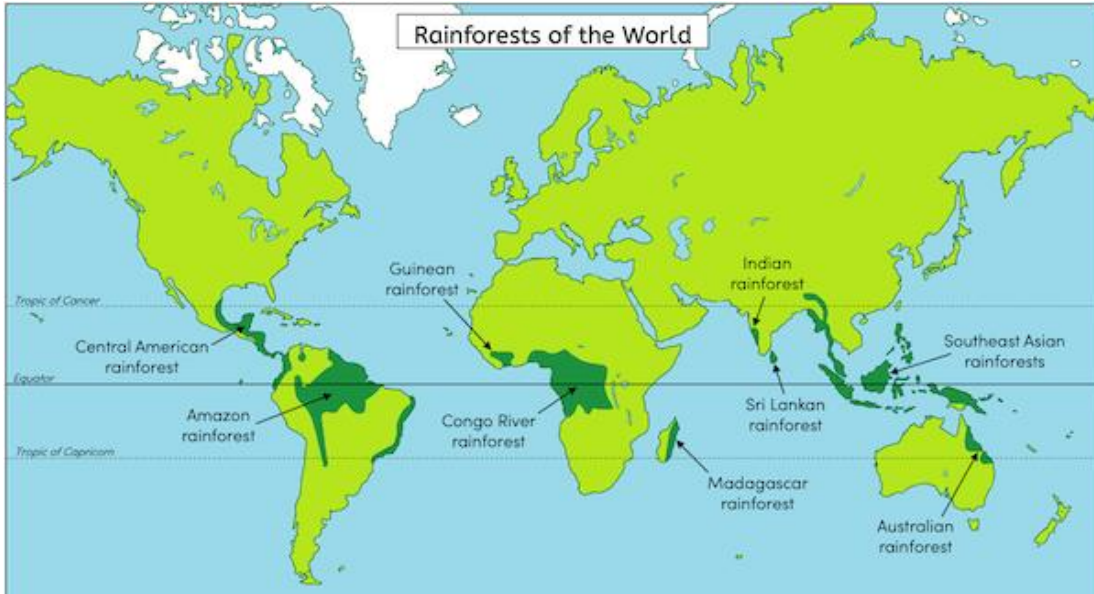 Rainforests of the World
Guinean
rainforest
Indian
rainforest
Tropic of Cancer
Central American
rainforest
Southeast Asian
rainforests
Equator
Amazon
rainforest
Congo River
rainforest
Sri Lankan
rainforest
Tropic of Capricorn
Madagascar
rainforest
Australian
rainforest